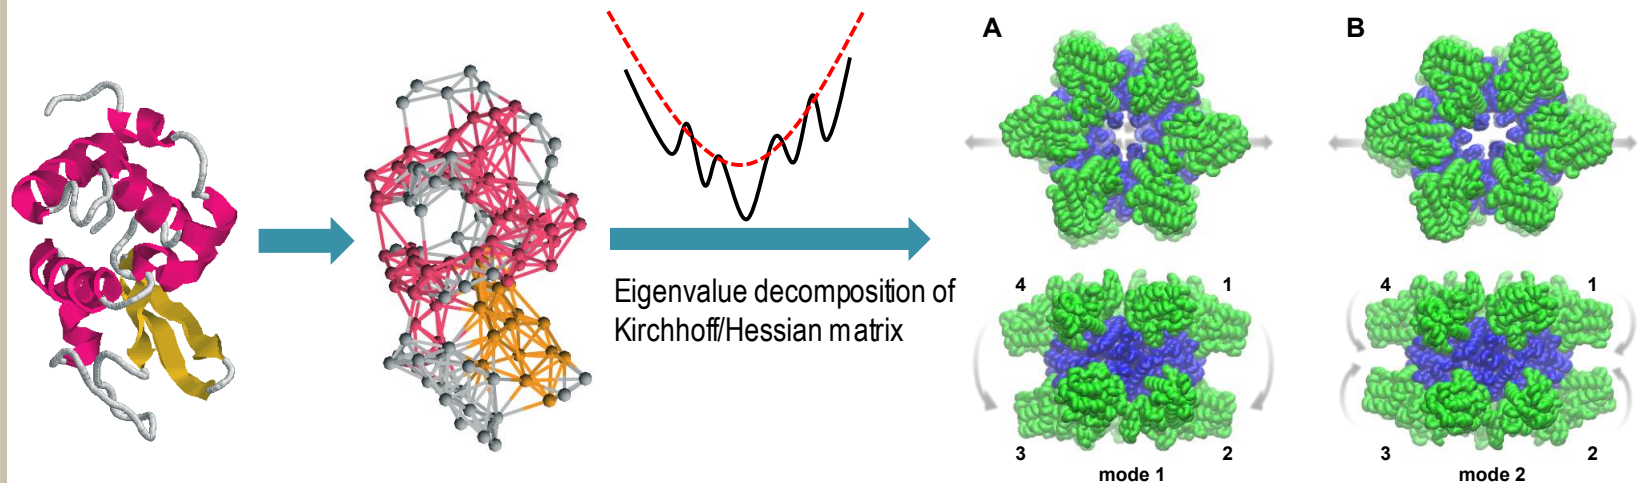 A
B
Eigenvalue decomposition of
Kirchhoff/Hessian matrix
4
1
4
1
3
2
3
2
mode 1
mode 2